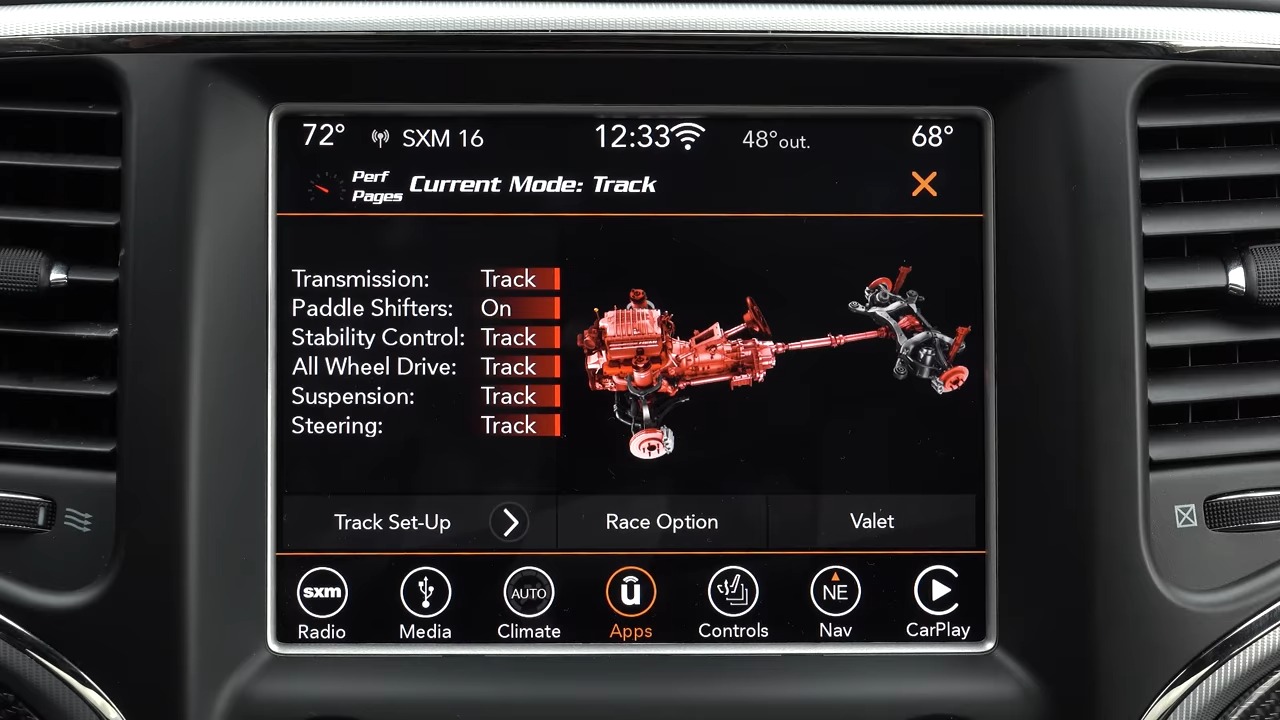 72° SXM 16 12:33 48°out. 68°
Perf Pages Current Mode: Track
Transmission: Track
Paddle Shifters: On
Stability Control: Track
All Wheel Drive: Track
Suspension: Track
Steering: Track
Track Set-Up Race Option Valet
sxm AUTO ū NE
Radio Media Climate Apps Controls Nav CarPlay